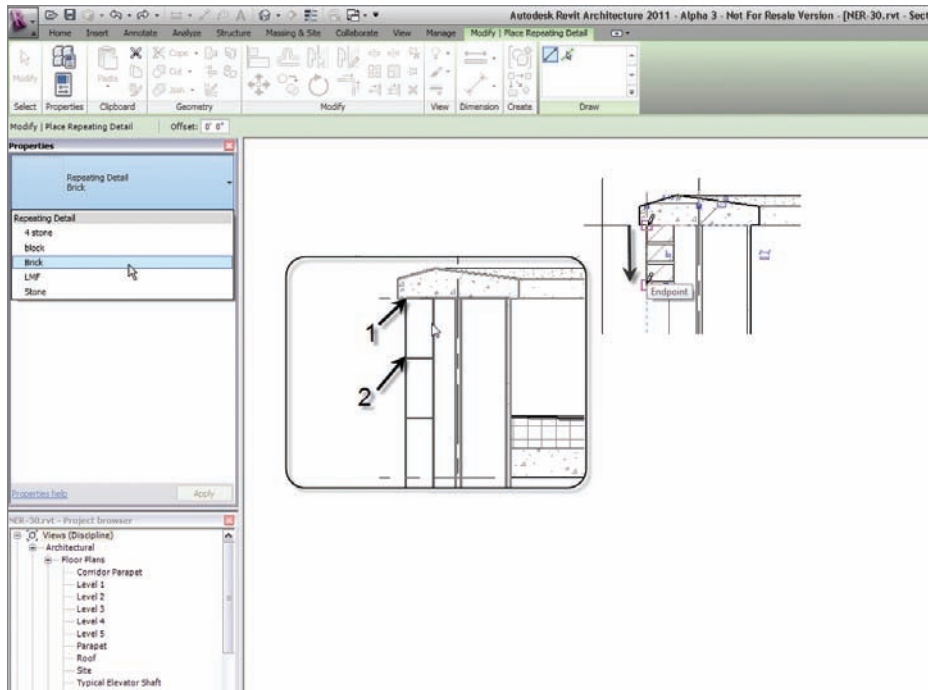 Autodesk Revit Architecture 2011 - Alpha 3 - Not For Resale Version - [NER-30.rvt - Sect
Home Insert Annotate Analyze Structure Massing & Site Collaborate View Manage Modify | Place Repeating Detail
Modify Paste Cope Cut Join
Select Properties Clipboard Geometry Modify View Dimension Create Draw
Modify | Place Repeating Detail Offset: 0' 0"
Properties
Repeating Detail
Brick
Repeating Detail
4 stone
block
Brick
LMF
Stone
Endpoint
1
2
Properties help Apply
NER-30.rvt - Project browser
Views (Discipline)
Architectural
Floor Plans
Corridor Parapet
Level 1
Level 2
Level 3
Level 4
Level 5
Parapet
Roof
Site
Typical Elevator Shaft